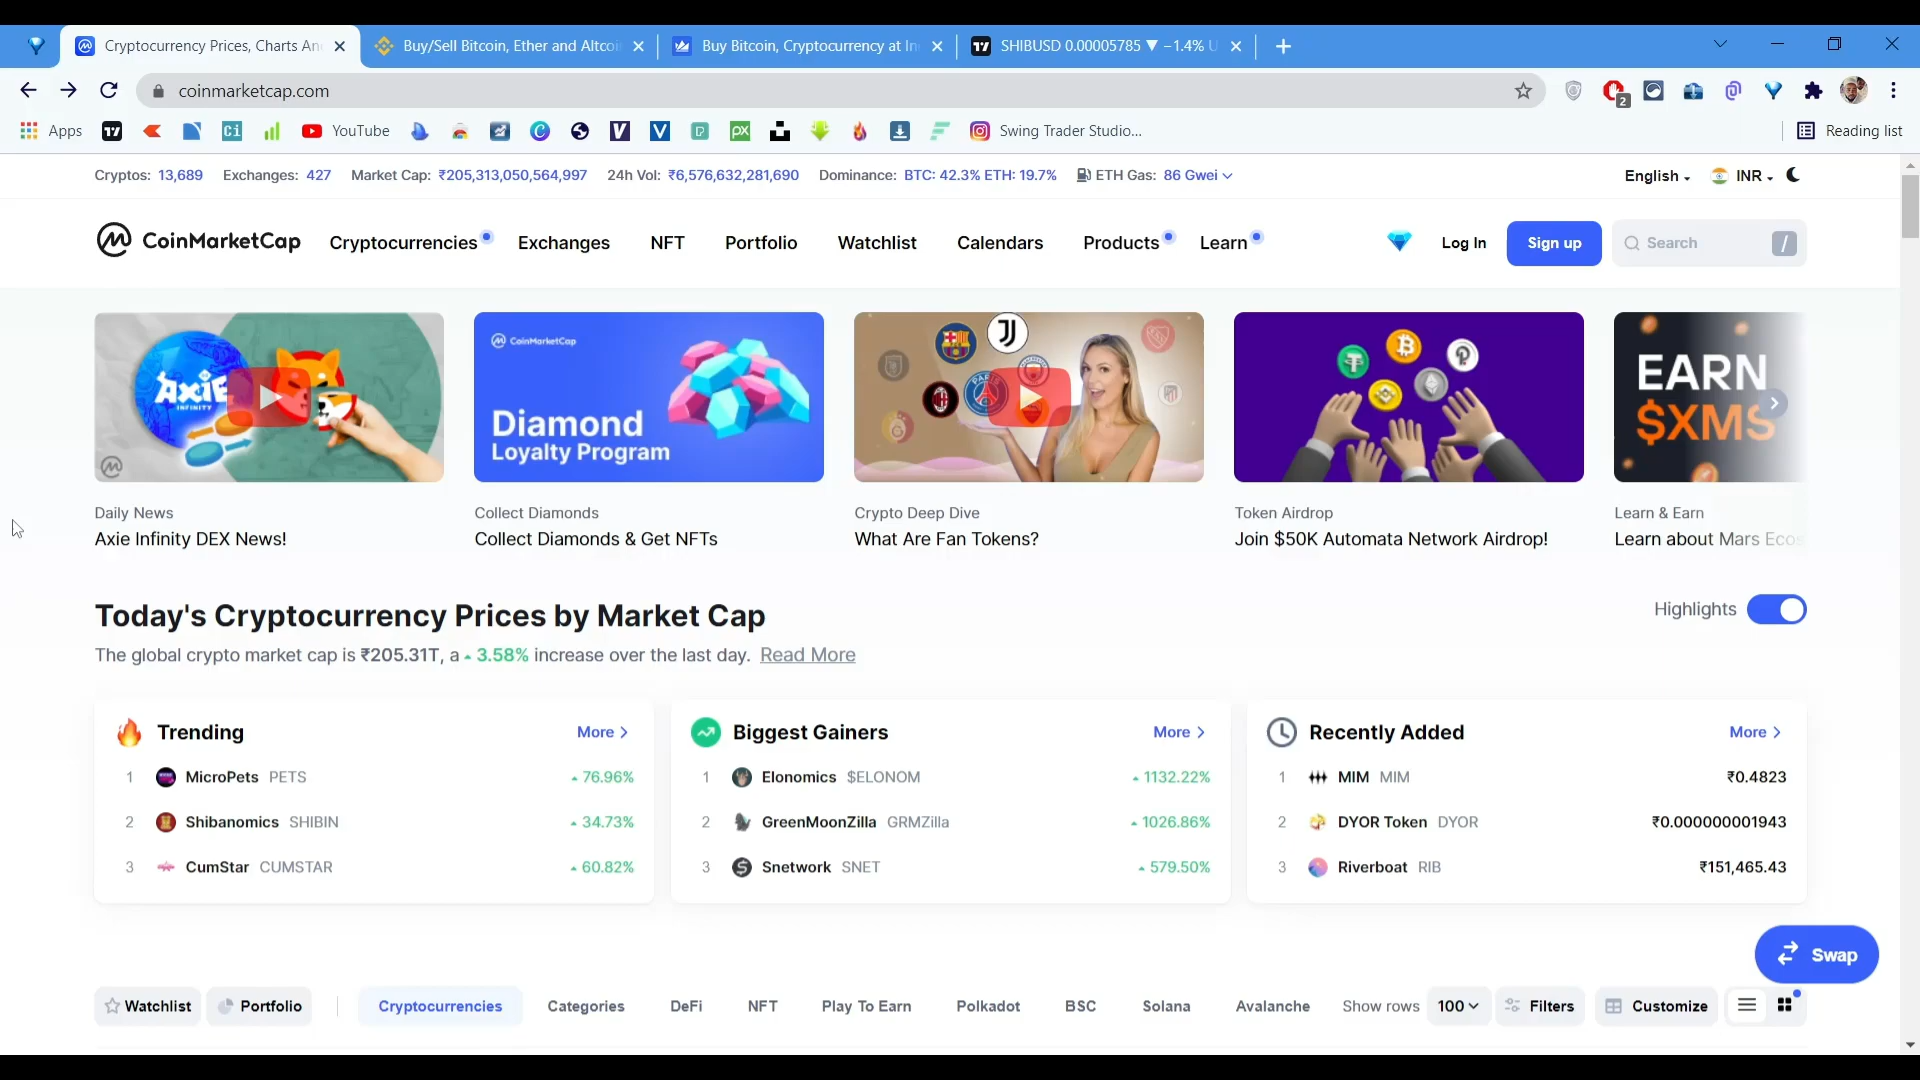 Cryptocurrency Prices, Charts An
Buy/Sell Bitcoin, Ether and Altcoi
Buy Bitcoin, Cryptocurrency at In
SHIBUSD 0.00005785 ▼ −1.4% U
coinmarketcap.com
2
Apps
YouTube
Swing Trader Studio...
Reading list
Cryptos: 13,689 Exchanges: 427 Market Cap: ₹205,313,050,564,997 24h Vol: ₹6,576,632,281,690 Dominance: BTC: 42.3% ETH: 19.7% ETH Gas: 86 Gwei
English INR
CoinMarketCap Cryptocurrencies Exchanges NFT Portfolio Watchlist Calendars Products Learn Log In Sign up Search /
AXIE
INFINITY
CoinMarketCap
Diamond
Loyalty Program
PARIS
EARN
$XMS
Daily News
Axie Infinity DEX News!
Collect Diamonds
Collect Diamonds & Get NFTs
Crypto Deep Dive
What Are Fan Tokens?
Token Airdrop
Join $50K Automata Network Airdrop!
Learn & Earn
Learn about Mars Ecos
Today's Cryptocurrency Prices by Market Cap
Highlights
The global crypto market cap is ₹205.31T, a 3.58% increase over the last day. Read More
Trending More
1 MicroPets PETS 76.96%
2 Shibanomics SHIBIN 34.73%
3 CumStar CUMSTAR 60.82%
Biggest Gainers More
1 Elonomics $ELONOM 1132.22%
2 GreenMoonZilla GRMZilla 1026.86%
3 Snetwork SNET 579.50%
Recently Added More
1 MIM MIM ₹0.4823
2 DYOR Token DYOR ₹0.000000001943
3 Riverboat RIB ₹151,465.43
Swap
Watchlist Portfolio Cryptocurrencies Categories DeFi NFT Play To Earn Polkadot BSC Solana Avalanche Show rows 100 Filters Customize